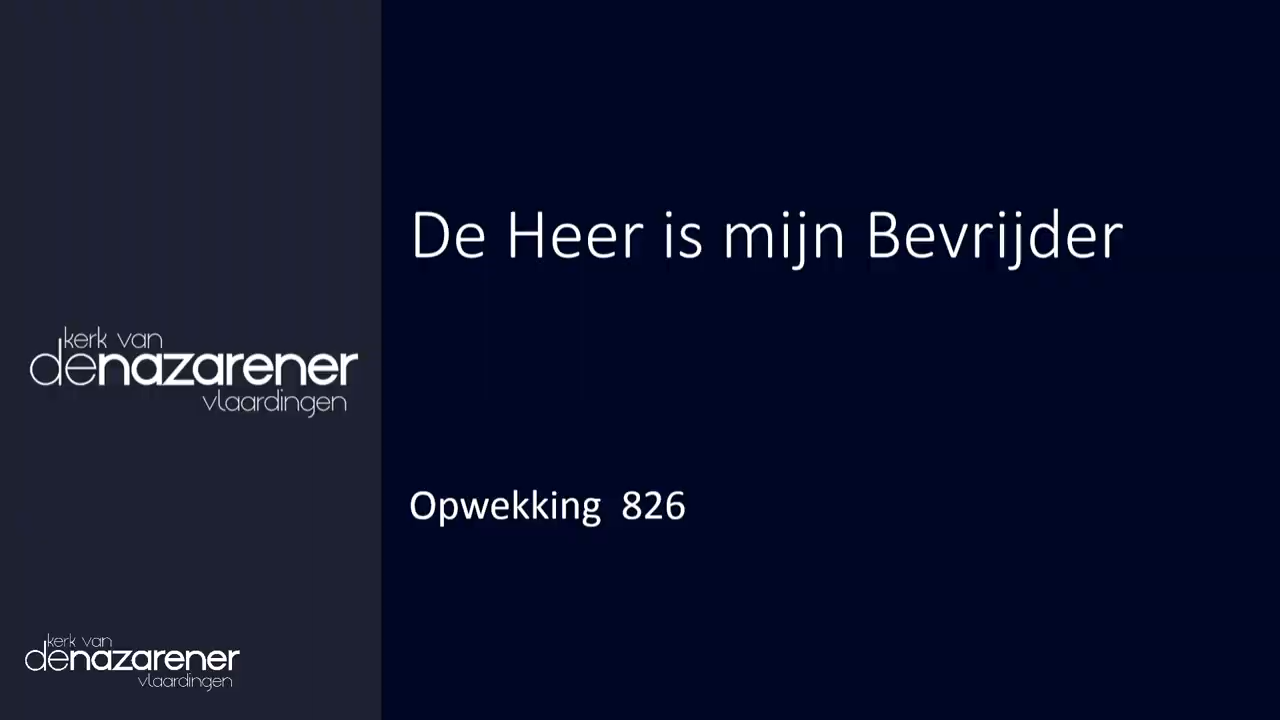 De Heer is mijn Bevrijder
kerk van
denazarener
vlaardingen
Opwekking 826
kerk van
denazarener
vlaardingen